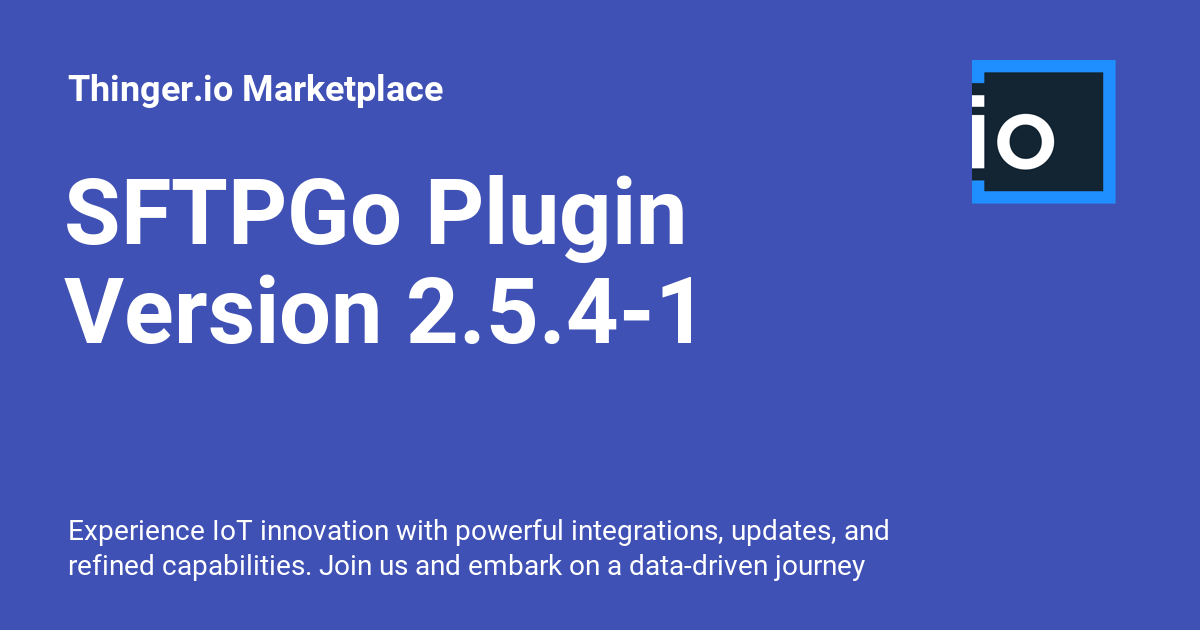 Thinger.io Marketplace
io
SFTPGo Plugin
Version 2.5.4-1
Experience IoT innovation with powerful integrations, updates, and
refined capabilities. Join us and embark on a data-driven journey